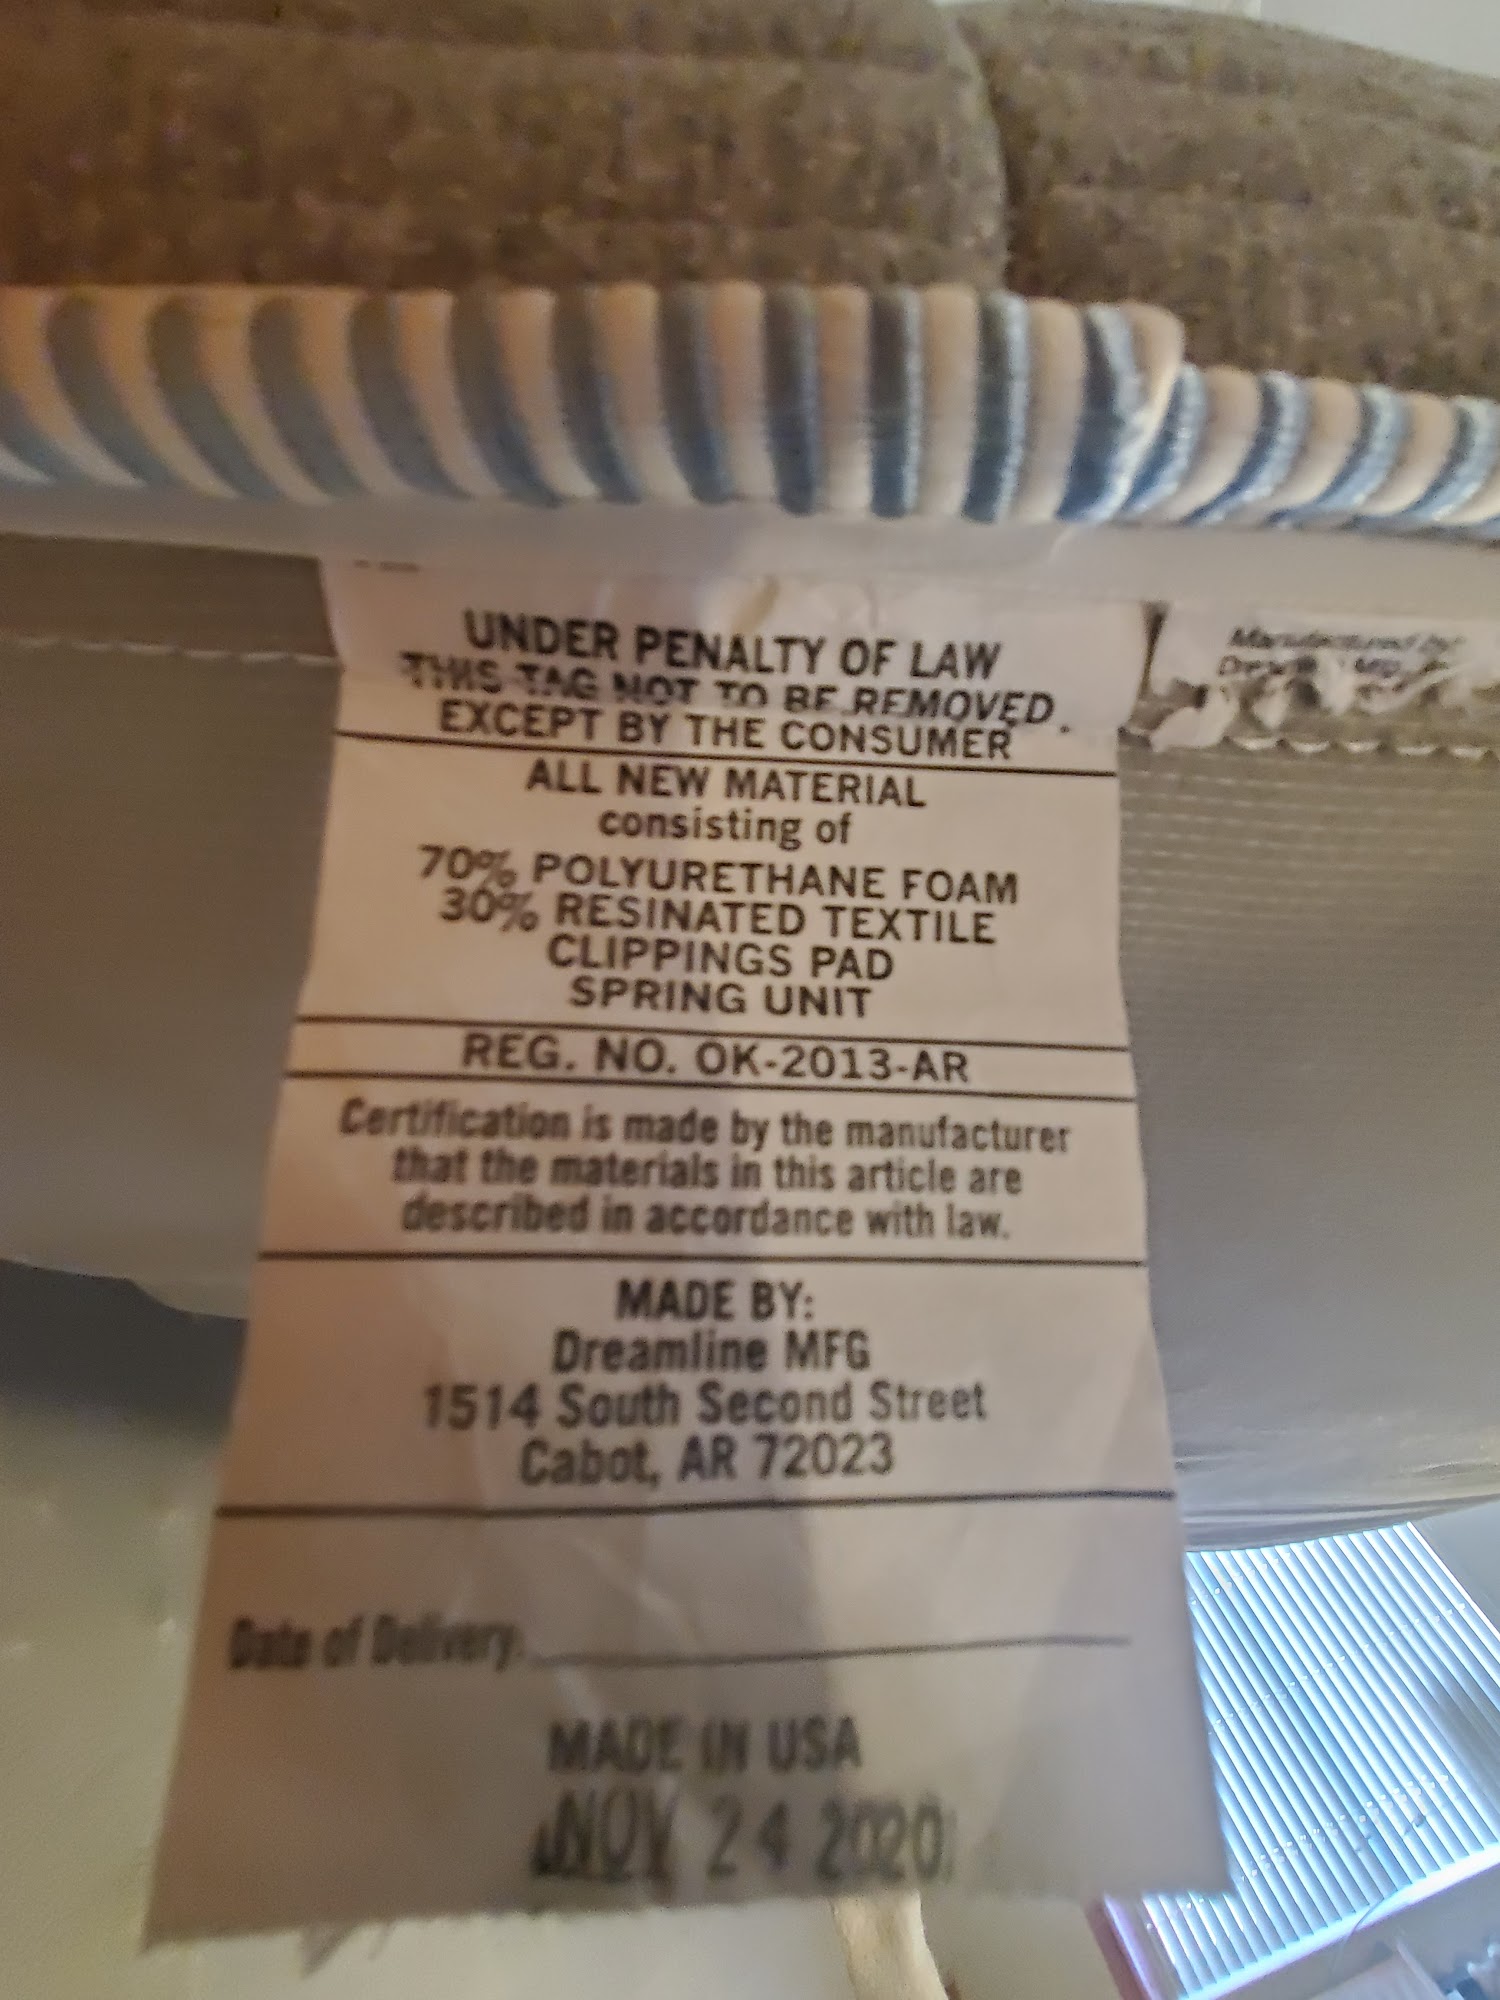 UNDER PENALTY OF LAW
THIS TAG NOT TO BE REMOVED
EXCEPT BY THE CONSUMER
ALL NEW MATERIAL
consisting of
70% POLYURETHANE FOAM
30% RESINATED TEXTILE
CLIPPINGS PAD
SPRING UNIT
REG. NO. OK-2013-AR
Certification is made by the manufacturer
that the materials in this article are
described in accordance with law.
MADE BY:
Dreamline MFG
1514 South Second Street
Cabot, AR 72023
Date of Delivery:
MADE IN USA
NOV 24 2020
Manufactured by: